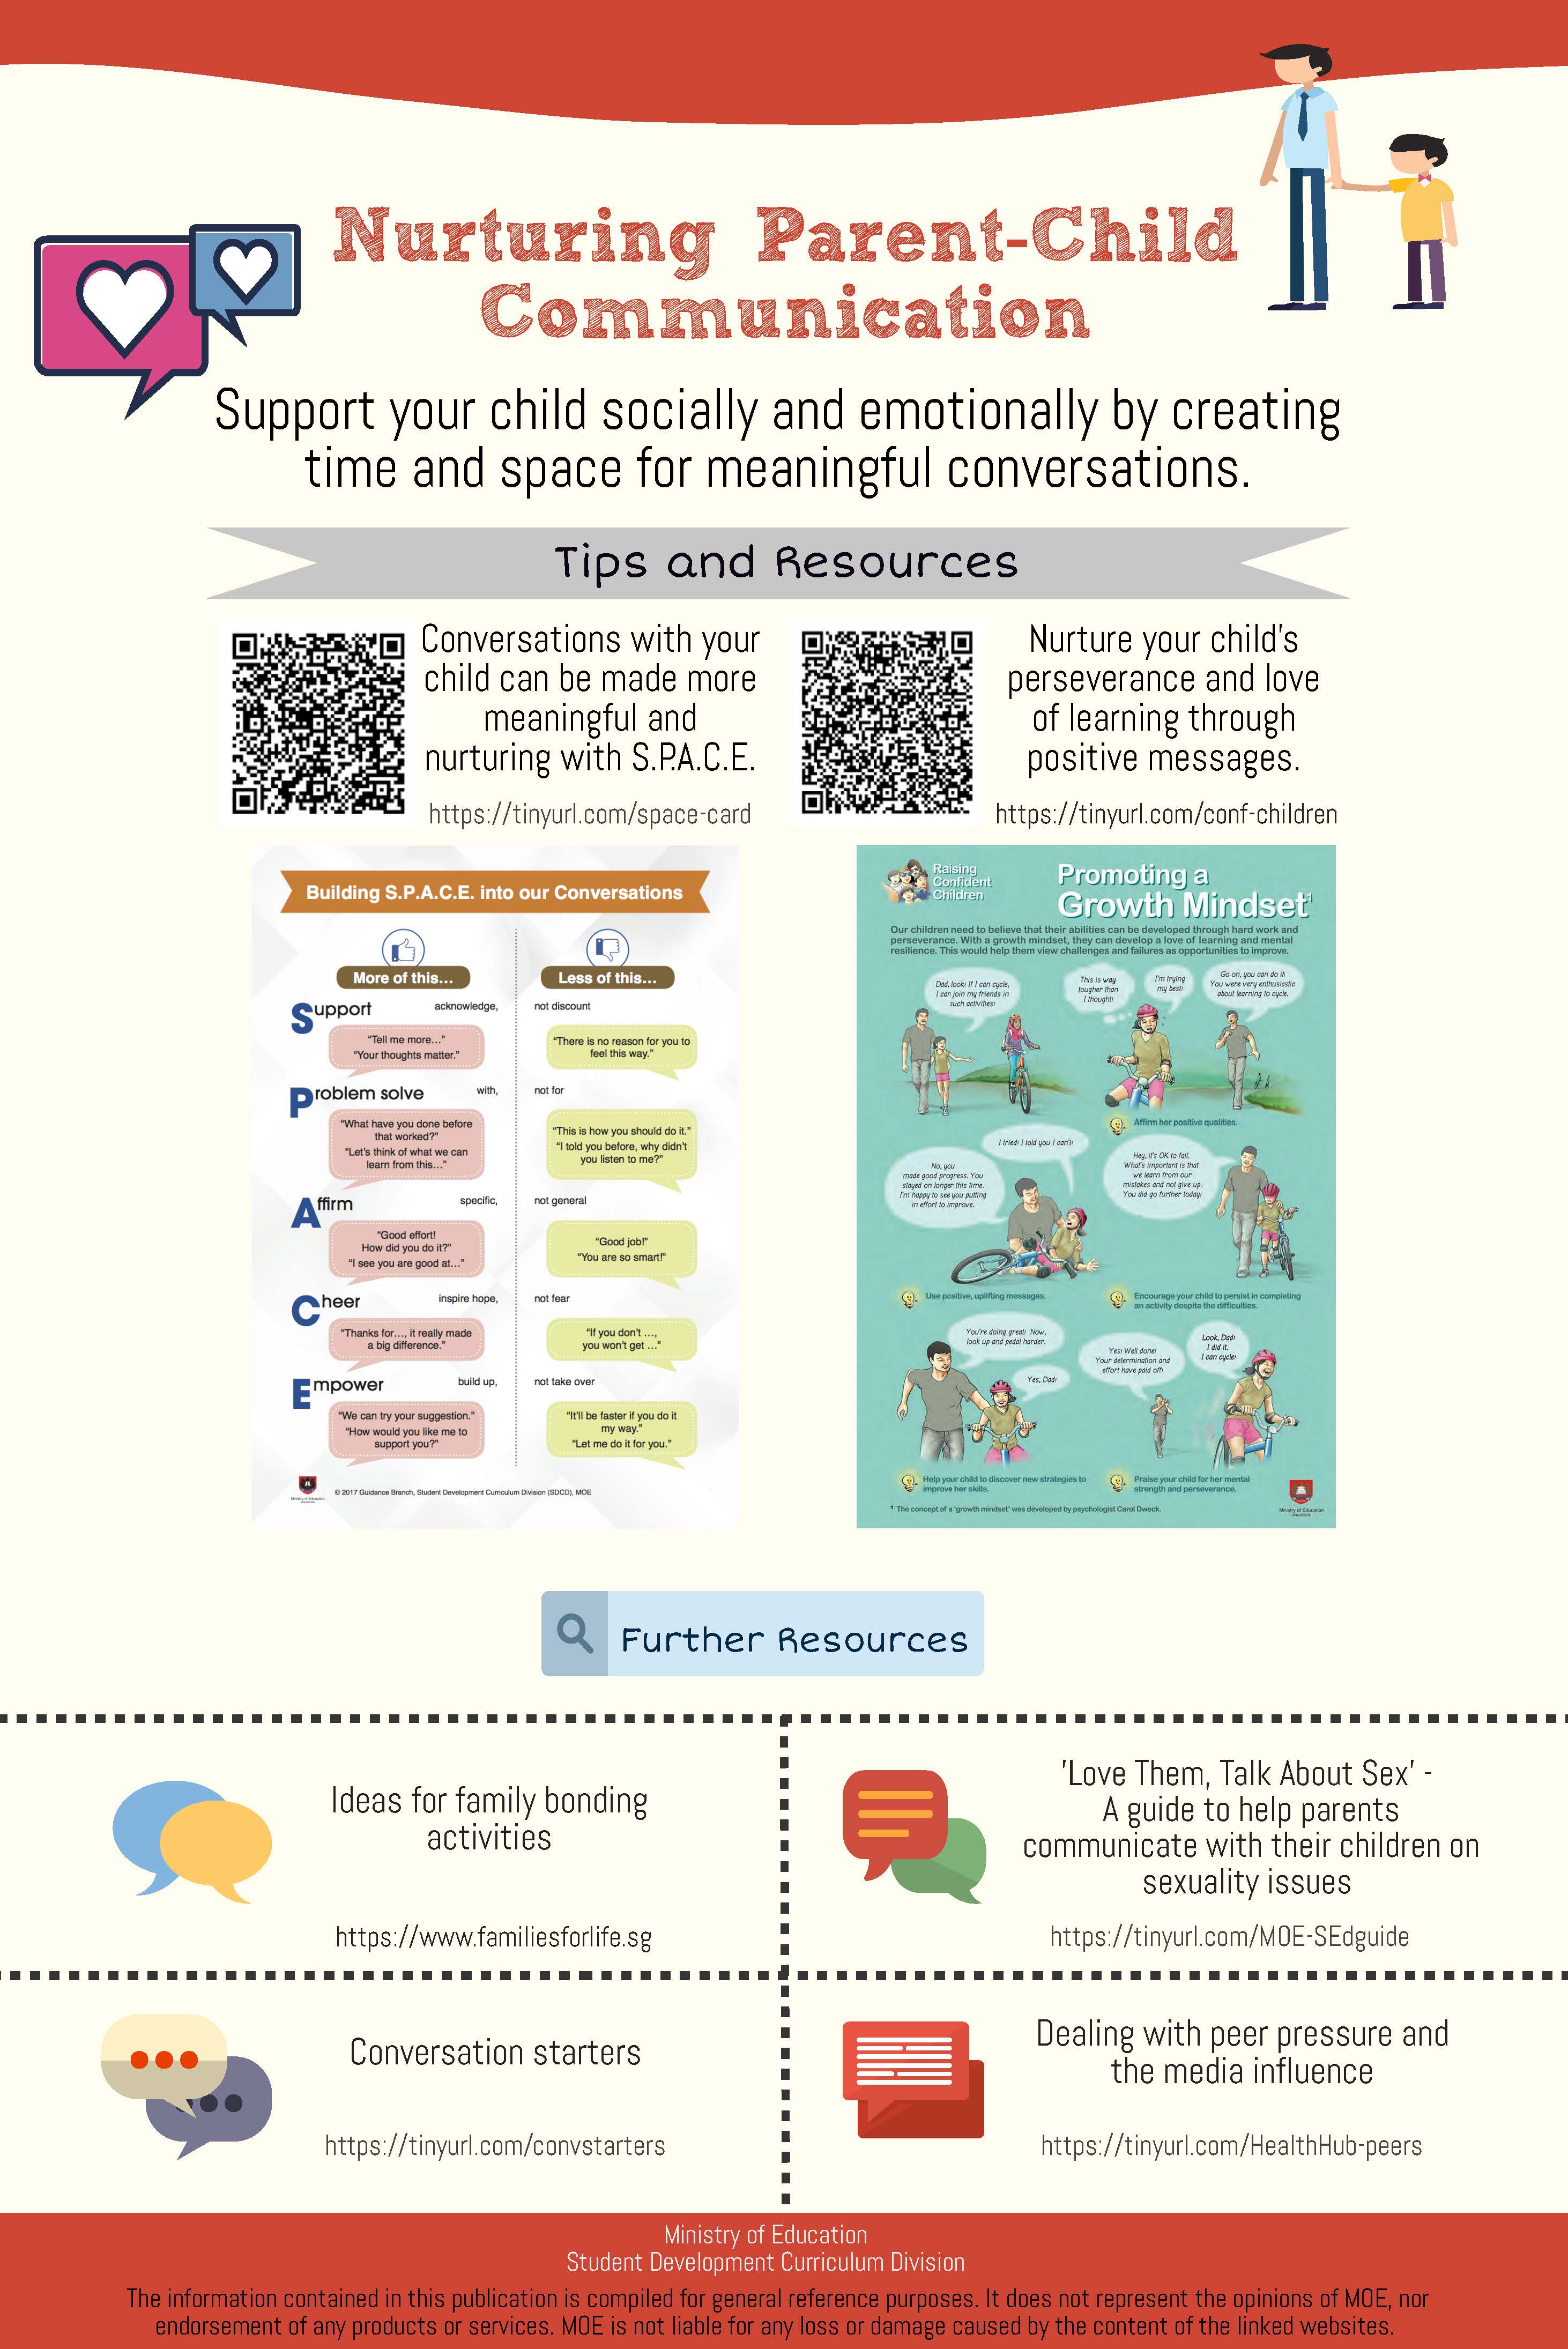 Nurturing Parent-Child
Communication
Support your child socially and emotionally by creating
time and space for meaningful conversations.
Tips and Resources
Conversations with your
child can be made more
meaningful and
nurturing with S.P.A.C.E.
https://tinyurl.com/space-card
Nurture your child's
perseverance and love
of learning through
positive messages.
https://tinyurl.com/conf-children
Building S.P.A.C.E. into our Conversations
More of this...
Less of this...
Support acknowledge, not discount
"Tell me more..."
"Your thoughts matter."
"There is no reason for you to
feel this way."
Problem solve with, not for
"What have you done before
that worked?"
"Let's think of what we can
learn from this..."
"This is how you should do it."
"I told you before, why didn't
you listen to me?"
Affirm specific, not general
"Good effort!
How did you do it?"
"I see you are good at..."
"Good job!"
"You are so smart!"
Cheer inspire hope, not fear
"Thanks for..., it really made
a big difference."
"If you don't ...,
you won't get ..."
Empower build up, not take over
"We can try your suggestion."
"How would you like me to
support you?"
"It'll be faster if you do it
my way."
"Let me do it for you."
Ministry of Education
© 2017 Guidance Branch, Student Development Curriculum Division (SDCD), MOE
Raising
Confident
Children
Promoting a
Growth Mindset¹
Our children need to believe that their abilities can be developed through hard work and
perseverance. With a growth mindset, they can develop a love of learning and mental
resilience. This would help them view challenges and failures as opportunities to improve.
Dad, look! If I can cycle,
I can join my friends in
such activities!
This is way
tougher than
I thought!
I'm trying
my best!
Go on, you can do it!
You were very enthusiastic
about learning to cycle.
Affirm her positive qualities.
I tried! I told you I can't!
No, you
made good progress. You
stayed on longer this time.
I'm happy to see you putting
in effort to improve.
Hey, it's OK to fail.
What's important is that
we learn from our
mistakes and not give up.
You did go further today!
Use positive, uplifting messages.
Encourage your child to persist in completing
an activity despite the difficulties.
You're doing great! Now,
look up and pedal harder.
Yes, Dad!
Yes! Well done!
Your determination and
effort have paid off!
Look, Dad!
I did it.
I can cycle!
Help your child to discover new strategies to
improve her skills.
Praise your child for her mental
strength and perseverance.
¹ The concept of a 'growth mindset' was developed by psychologist Carol Dweck.
Ministry of Education
Further Resources
Ideas for family bonding
activities
https://www.familiesforlife.sg
'Love Them, Talk About Sex' -
A guide to help parents
communicate with their children on
sexuality issues
https://tinyurl.com/MOE-SEdguide
Conversation starters
https://tinyurl.com/convstarters
Dealing with peer pressure and
the media influence
https://tinyurl.com/HealthHub-peers
Ministry of Education
Student Development Curriculum Division
The information contained in this publication is compiled for general reference purposes. It does not represent the opinions of MOE, nor
endorsement of any products or services. MOE is not liable for any loss or damage caused by the content of the linked websites.